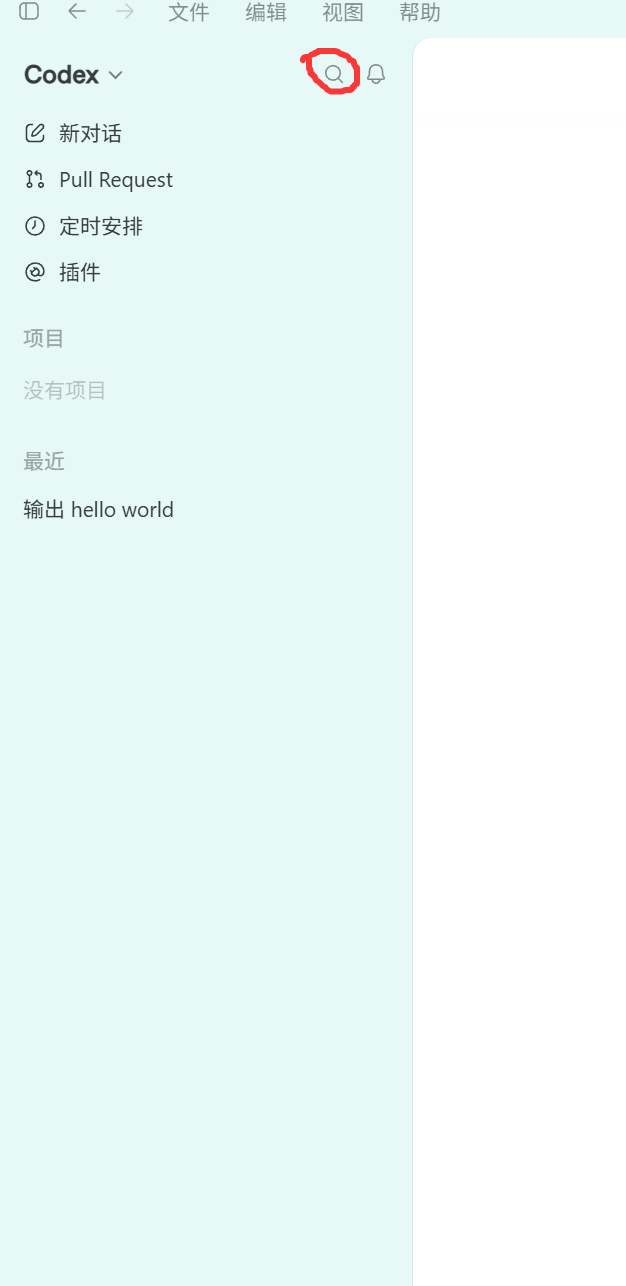 文件 编辑 视图 帮助
Codex
新对话
Pull Request
定时安排
插件
项目
没有项目
最近
输出 hello world